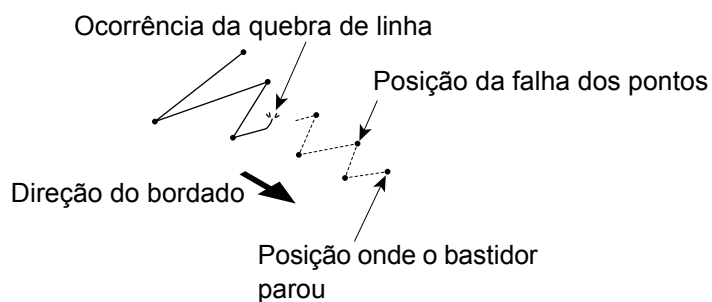 Ocorrência da quebra de linha
Posição da falha dos pontos
Direção do bordado
Posição onde o bastidor
parou